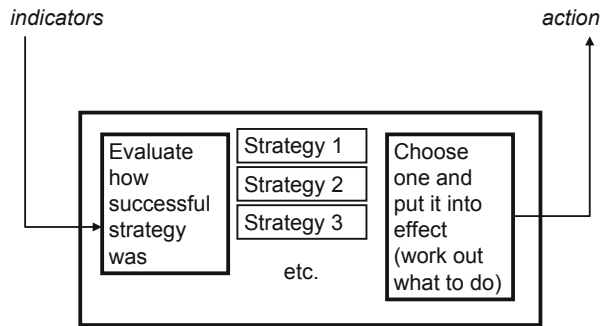 indicators
action
Evaluate
how
successful
strategy
was
Strategy 1
Strategy 2
Strategy 3
etc.
Choose
one and
put it into
effect
(work out
what to do)